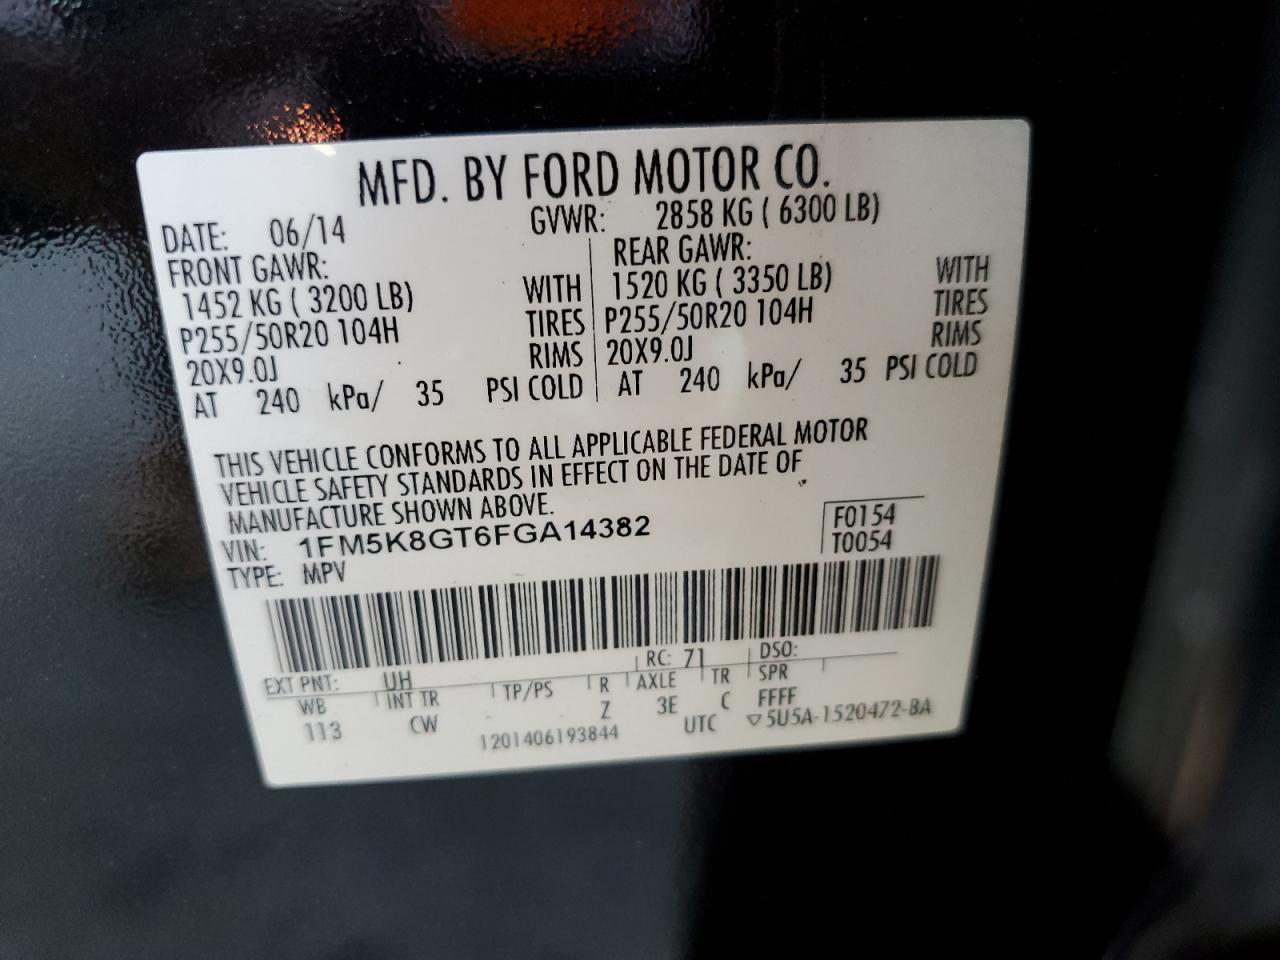 MFD. BY FORD MOTOR CO.
DATE: 06/14 GVWR: 2858 KG ( 6300 LB)
FRONT GAWR: REAR GAWR:
1452 KG ( 3200 LB) WITH 1520 KG ( 3350 LB) WITH
P255/50R20 104H TIRES P255/50R20 104H TIRES
20X9.0J RIMS 20X9.0J RIMS
AT 240 kPa/ 35 PSI COLD AT 240 kPa/ 35 PSI COLD
THIS VEHICLE CONFORMS TO ALL APPLICABLE FEDERAL MOTOR
VEHICLE SAFETY STANDARDS IN EFFECT ON THE DATE OF
MANUFACTURE SHOWN ABOVE.
VIN: 1FM5K8GT6FGA14382 F0154
TYPE: MPV T0054
EXT PNT: UH RC: 71 DSO:
WB INT TR TP/PS R AXLE TR SPR
113 CW Z 3E C FFFF
1201406193844 UTC ▽5U5A-1520472-BA